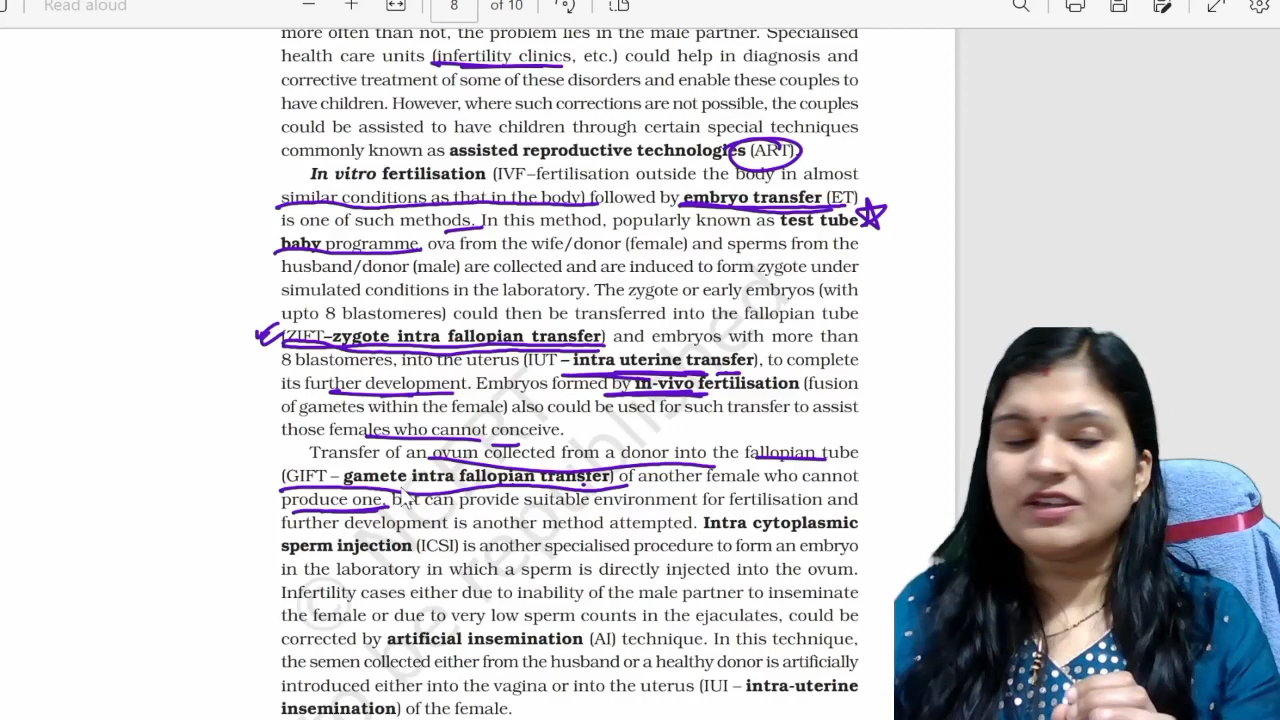 Read aloud
8
of 10
more often than not, the problem lies in the male partner. Specialised
health care units (infertility clinics, etc.) could help in diagnosis and
corrective treatment of some of these disorders and enable these couples to
have children. However, where such corrections are not possible, the couples
could be assisted to have children through certain special techniques
commonly known as assisted reproductive technologies (ART).
In vitro fertilisation (IVF–fertilisation outside the body in almost
similar conditions as that in the body) followed by embryo transfer (ET)
is one of such methods. In this method, popularly known as test tube
baby programme, ova from the wife/donor (female) and sperms from the
husband/donor (male) are collected and are induced to form zygote under
simulated conditions in the laboratory. The zygote or early embryos (with
upto 8 blastomeres) could then be transferred into the fallopian tube
(ZIFT–zygote intra fallopian transfer) and embryos with more than
8 blastomeres, into the uterus (IUT – intra uterine transfer), to complete
its further development. Embryos formed by in-vivo fertilisation (fusion
of gametes within the female) also could be used for such transfer to assist
those females who cannot conceive.
Transfer of an ovum collected from a donor into the fallopian tube
(GIFT – gamete intra fallopian transfer) of another female who cannot
produce one, but can provide suitable environment for fertilisation and
further development is another method attempted. Intra cytoplasmic
sperm injection (ICSI) is another specialised procedure to form an embryo
in the laboratory in which a sperm is directly injected into the ovum.
Infertility cases either due to inability of the male partner to inseminate
the female or due to very low sperm counts in the ejaculates, could be
corrected by artificial insemination (AI) technique. In this technique,
the semen collected either from the husband or a healthy donor is artificially
introduced either into the vagina or into the uterus (IUI – intra-uterine
insemination) of the female.
© NCERT
be republished